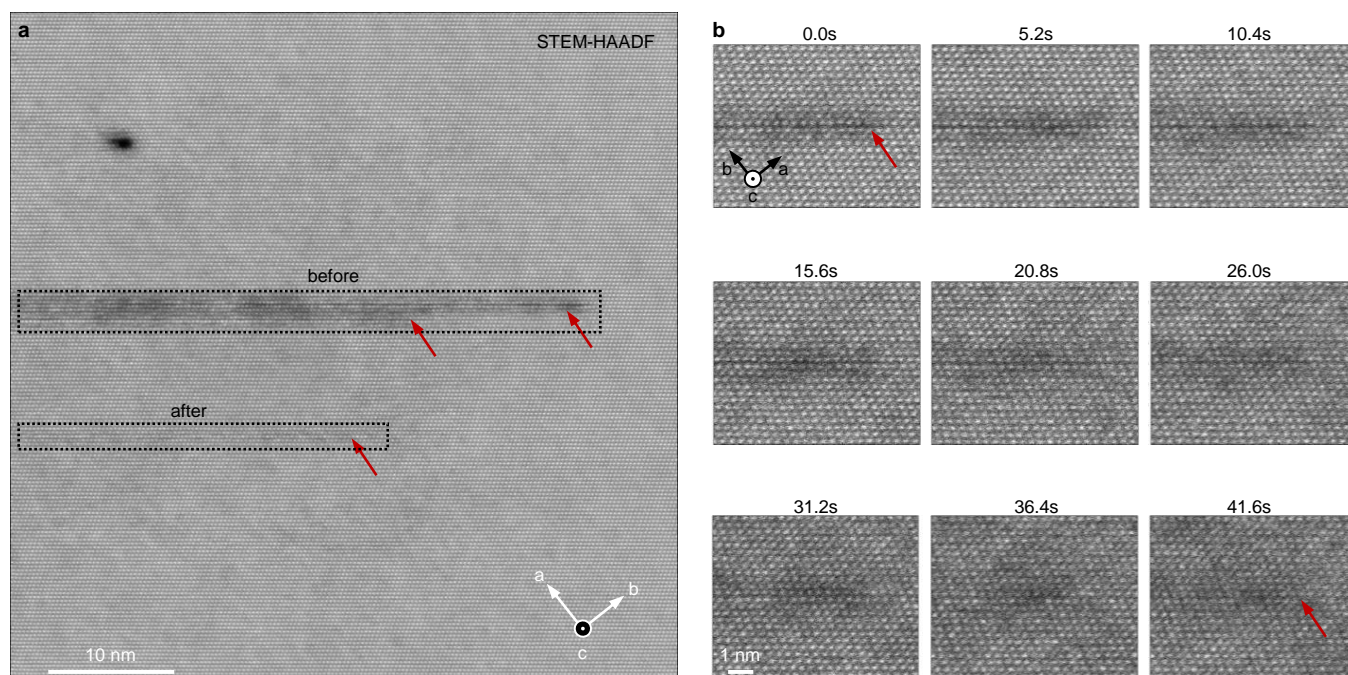 a
STEM-HAADF
before
after
a
b
c
10 nm
b
0.0s
5.2s
10.4s
b
a
c
15.6s
20.8s
26.0s
31.2s
36.4s
41.6s
1 nm